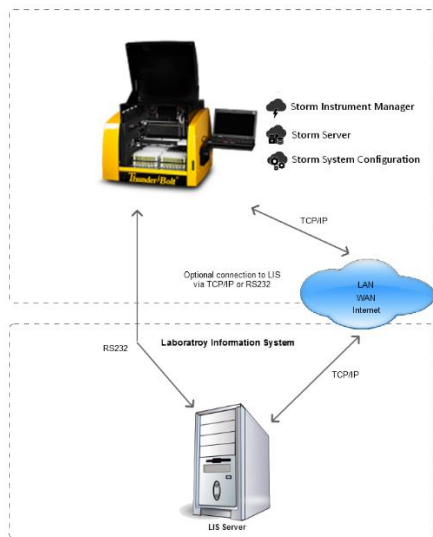 Storm Instrument Manager
Storm Server
Storm System Configuration
ThunderBolt
TCP/IP
Optional connection to LIS
via TCP/IP or RS232
LAN
WAN
Internet
Laboratroy Information System
RS232
TCP/IP
LIS Server